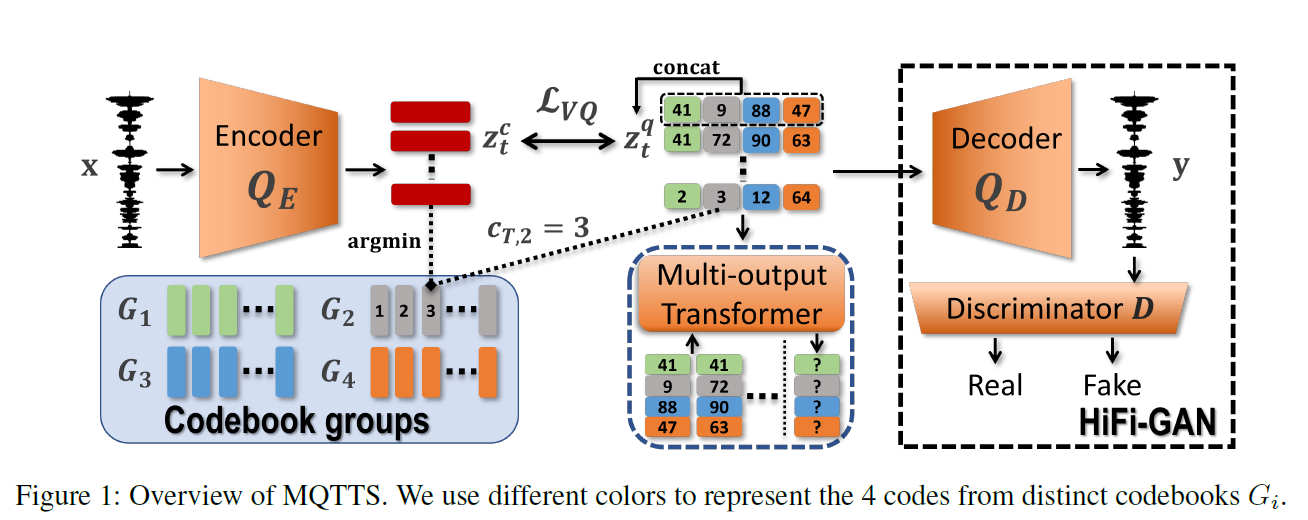 concat
Encoder
Q_E
x
argmin
z_t^c
ℒ_VQ
z_t^q
41 9 88 47
41 72 90 63
2 3 12 64
c_{T,2} = 3
Decoder
Q_D
y
G_1
G_2
1 2 3
G_3
G_4
Codebook groups
Multi-output
Transformer
41 41 ?
9 72 ?
88 90 ?
47 63 ?
Discriminator D
Real
Fake
HiFi-GAN
Figure 1: Overview of MQTTS. We use different colors to represent the 4 codes from distinct codebooks G_i.